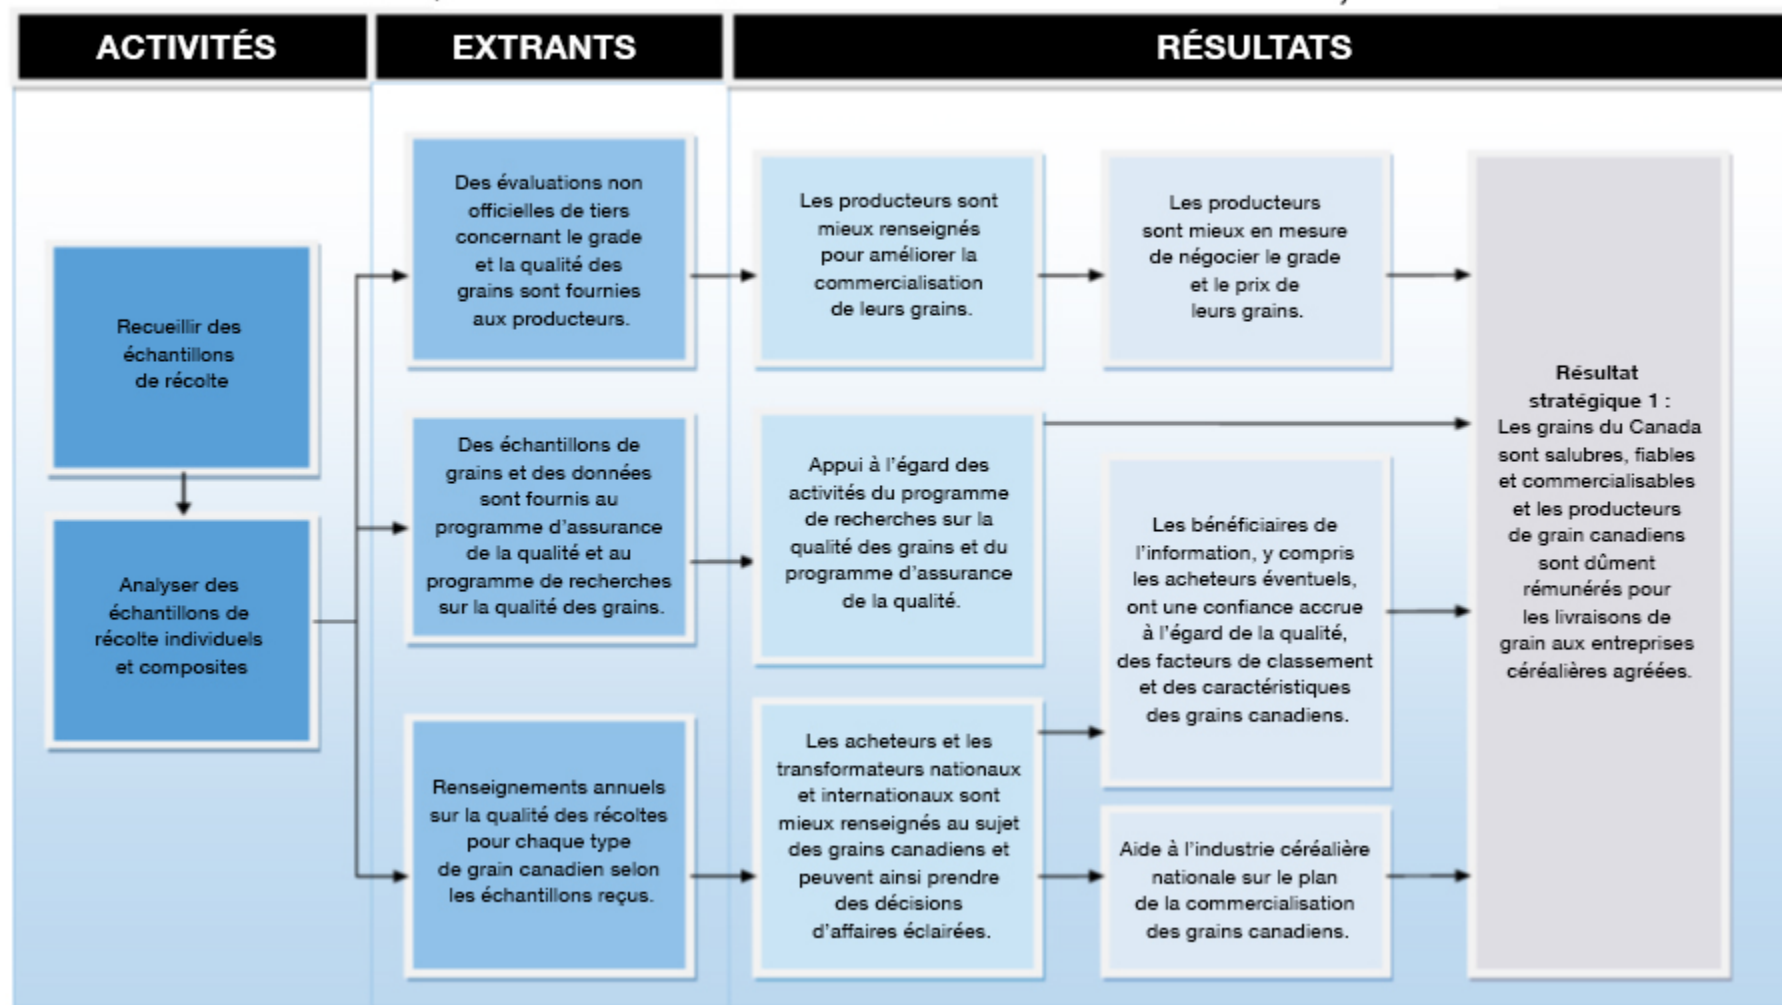 ACTIVITÉS
EXTRANTS
RÉSULTATS
Recueillir des
échantillons
de récolte
Analyser des
échantillons de
récolte individuels
et composites
Des évaluations non
officielles de tiers
concernant le grade
et la qualité des
grains sont fournies
aux producteurs.
Des échantillons de
grains et des données
sont fournis au
programme d'assurance
de la qualité et au
programme de recherches
sur la qualité des grains.
Renseignements annuels
sur la qualité des récoltes
pour chaque type
de grain canadien selon
les échantillons reçus.
Les producteurs sont
mieux renseignés
pour améliorer la
commercialisation
de leurs grains.
Appui à l'égard des
activités du programme
de recherches sur la
qualité des grains et du
programme d'assurance
de la qualité.
Les acheteurs et les
transformateurs nationaux
et internationaux sont
mieux renseignés au sujet
des grains canadiens et
peuvent ainsi prendre
des décisions
d'affaires éclairées.
Les producteurs
sont mieux en mesure
de négocier le grade
et le prix de
leurs grains.
Les bénéficiaires de
l'information, y compris
les acheteurs éventuels,
ont une confiance accrue
à l'égard de la qualité,
des facteurs de classement
et des caractéristiques
des grains canadiens.
Aide à l'industrie céréalière
nationale sur le plan
de la commercialisation
des grains canadiens.
Résultat
stratégique 1 :
Les grains du Canada
sont salubres, fiables
et commercialisables
et les producteurs
de grain canadiens
sont dûment
rémunérés pour
les livraisons de
grain aux entreprises
céréalières agréées.